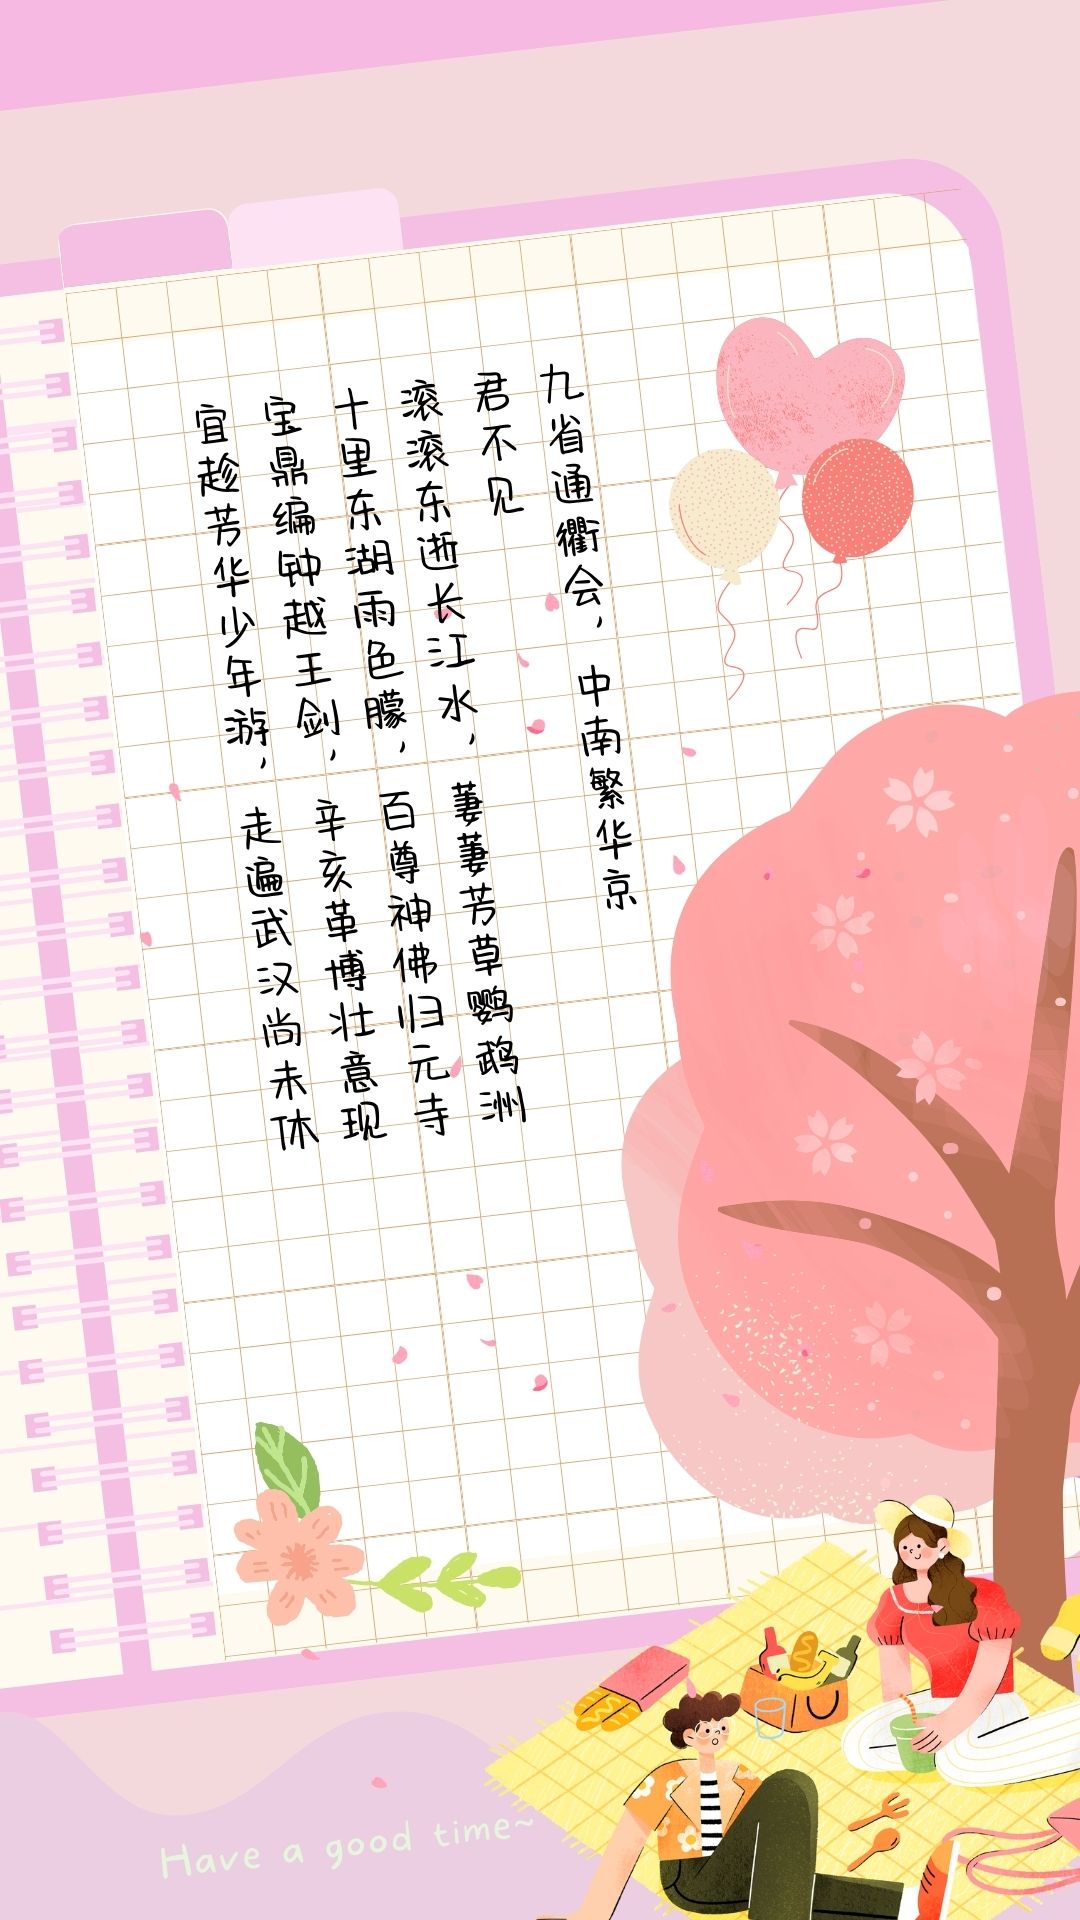 九省通衢会，中南繁华京
君不见
滚滚东逝长江水，萋萋芳草鹦鹉洲
十里东湖雨色朦，百尊神佛归元寺
宝鼎编钟越王剑，辛亥革博壮意现
宜趁芳华少年游，走遍武汉尚未休
Have a good time~